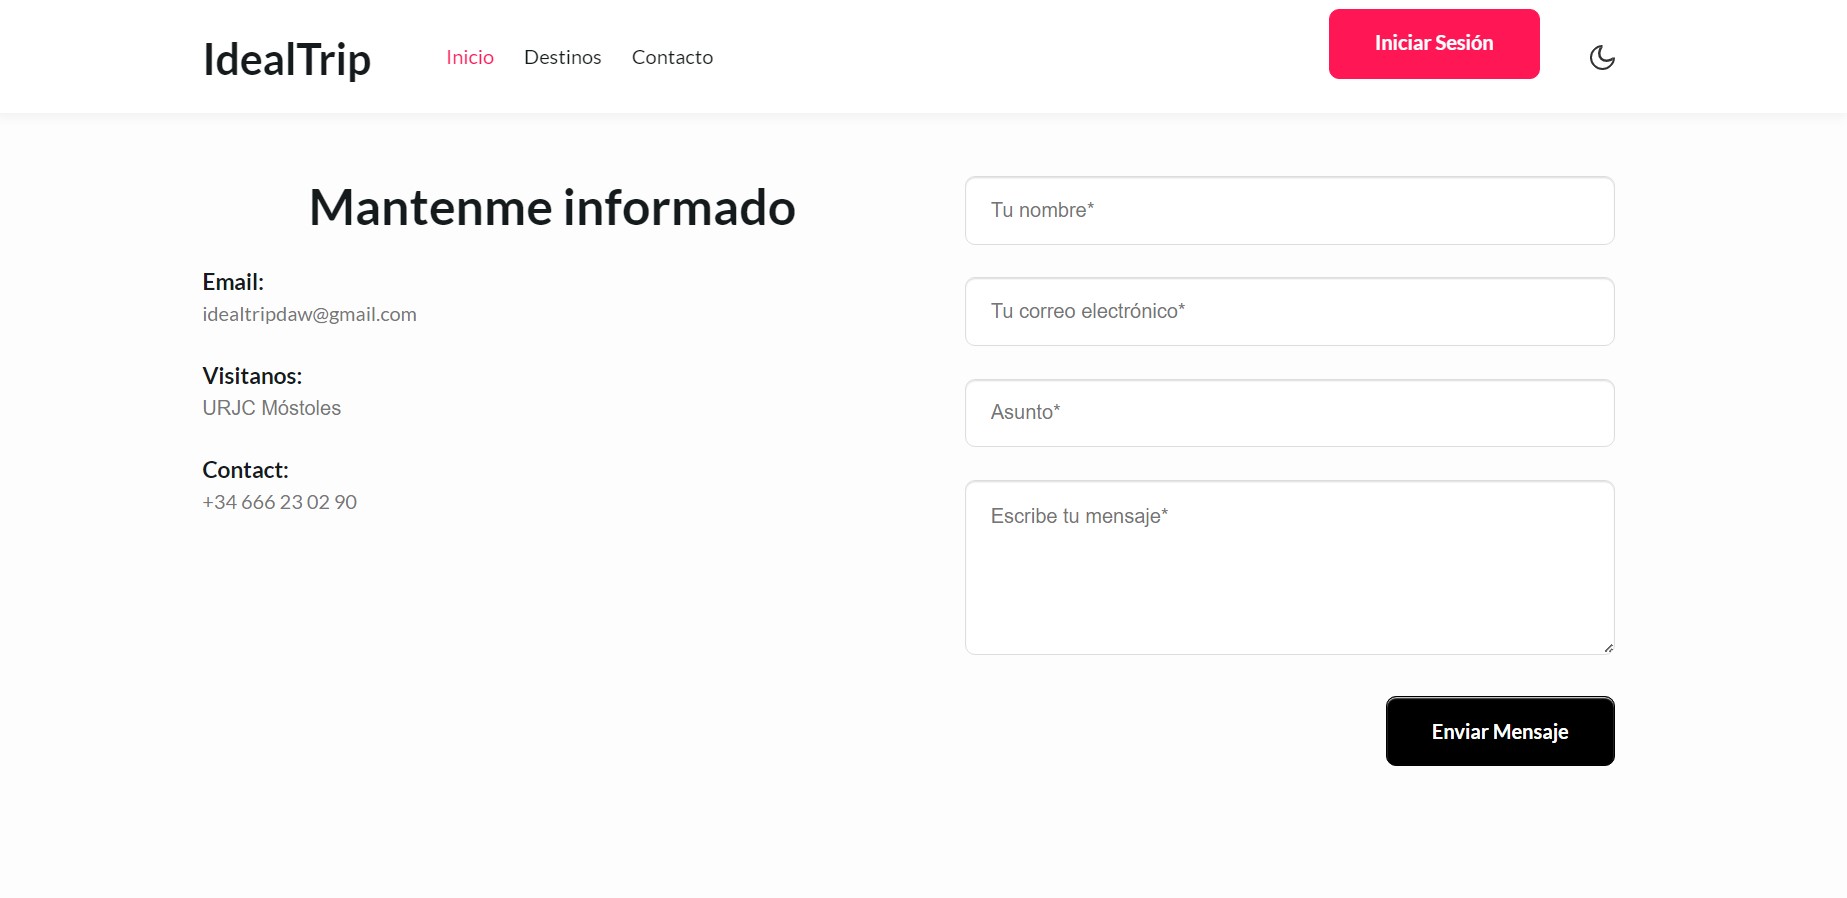 IdealTrip
Inicio
Destinos
Contacto
Iniciar Sesión
Mantenme informado
Email:
idealtripdaw@gmail.com
Visitanos:
URJC Móstoles
Contact:
+34 666 23 02 90
Tu nombre*
Tu correo electrónico*
Asunto*
Escribe tu mensaje*
Enviar Mensaje